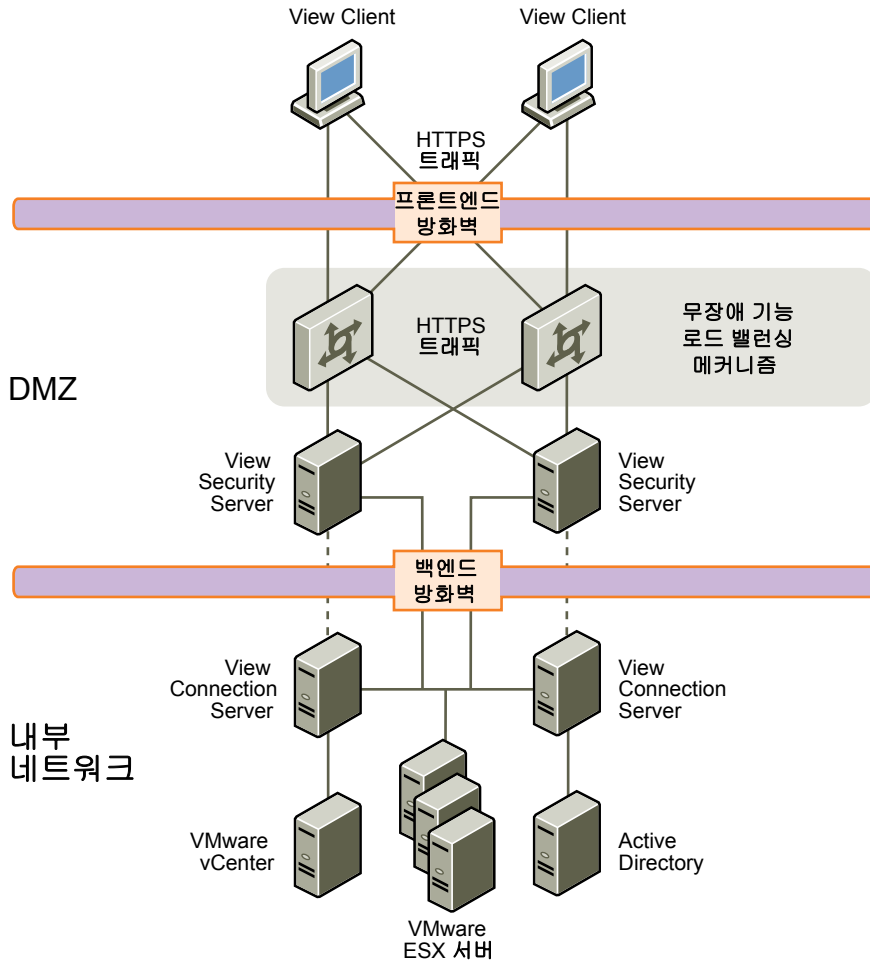 View Client
View Client
HTTPS
트래픽
프론트엔드
방화벽
HTTPS
트래픽
무장애 기능
로드 밸런싱
메커니즘
DMZ
View
Security
Server
View
Security
Server
백엔드
방화벽
View
Connection
Server
View
Connection
Server
내부
네트워크
VMware
vCenter
Active
Directory
VMware
ESX 서버